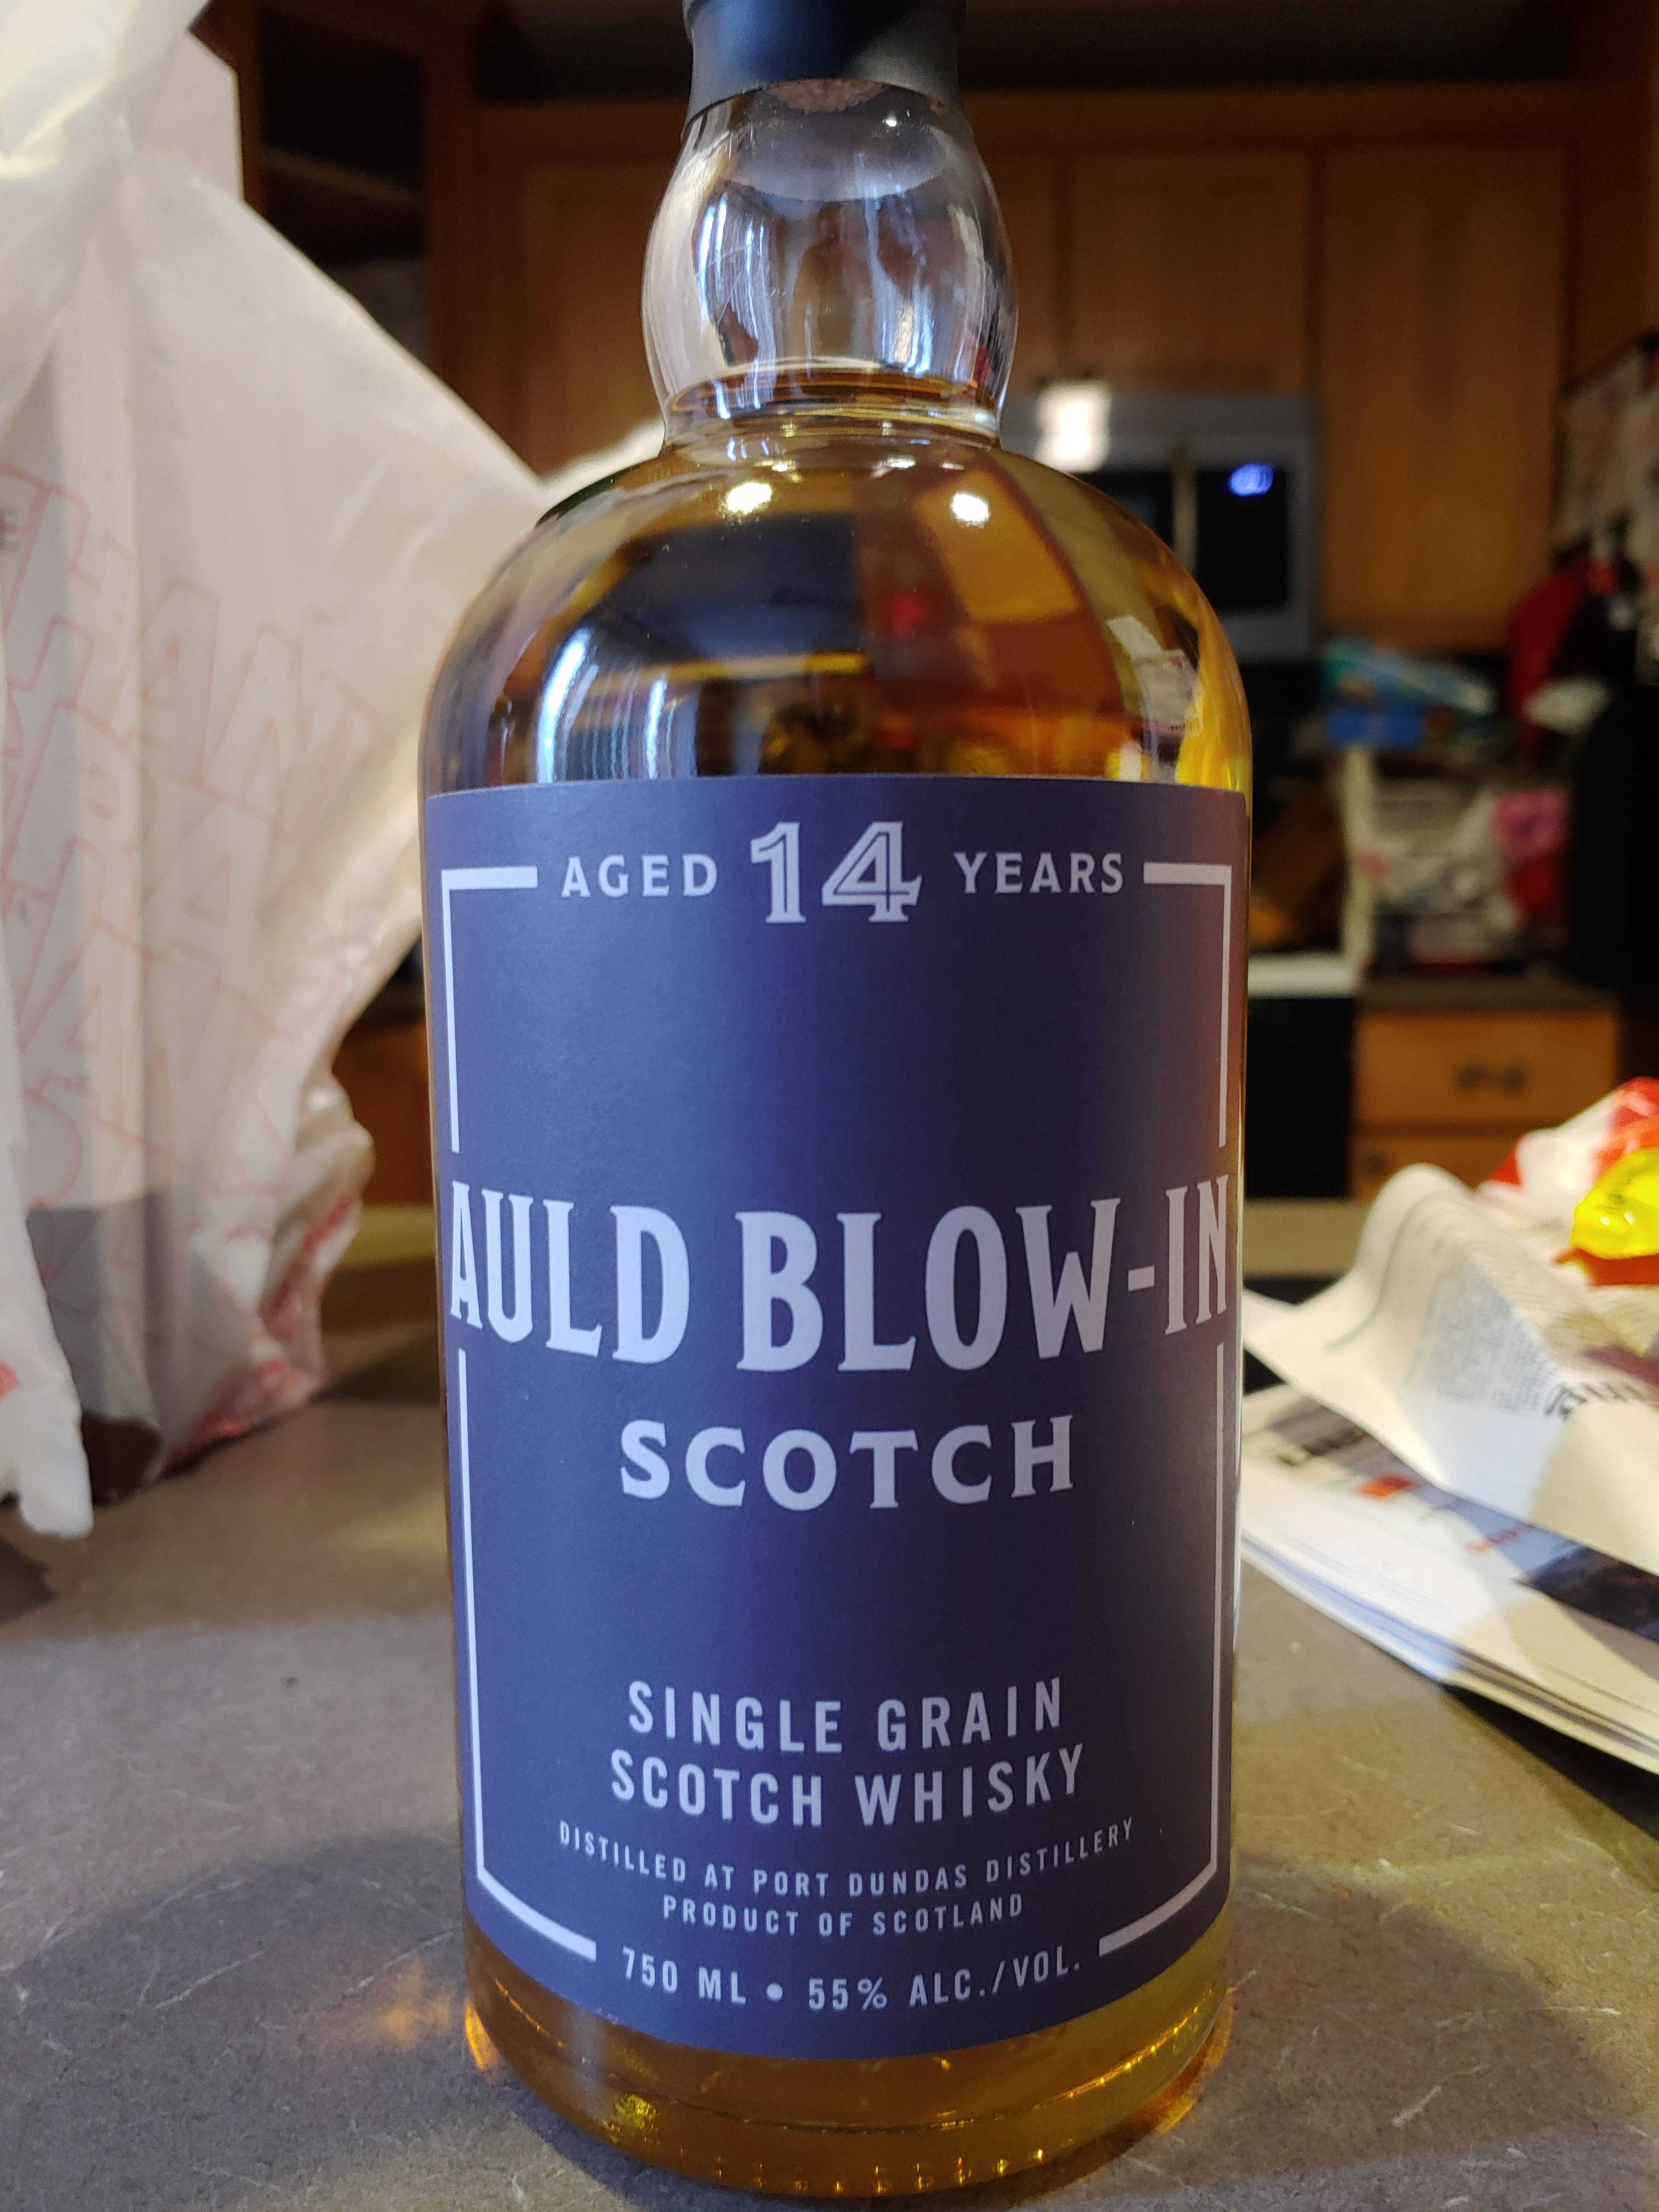 AGED 14 YEARS
AULD BLOW-IN
SCOTCH
SINGLE GRAIN
SCOTCH WHISKY
DISTILLED AT PORT DUNDAS DISTILLERY
PRODUCT OF SCOTLAND
750 ML • 55% ALC./VOL.